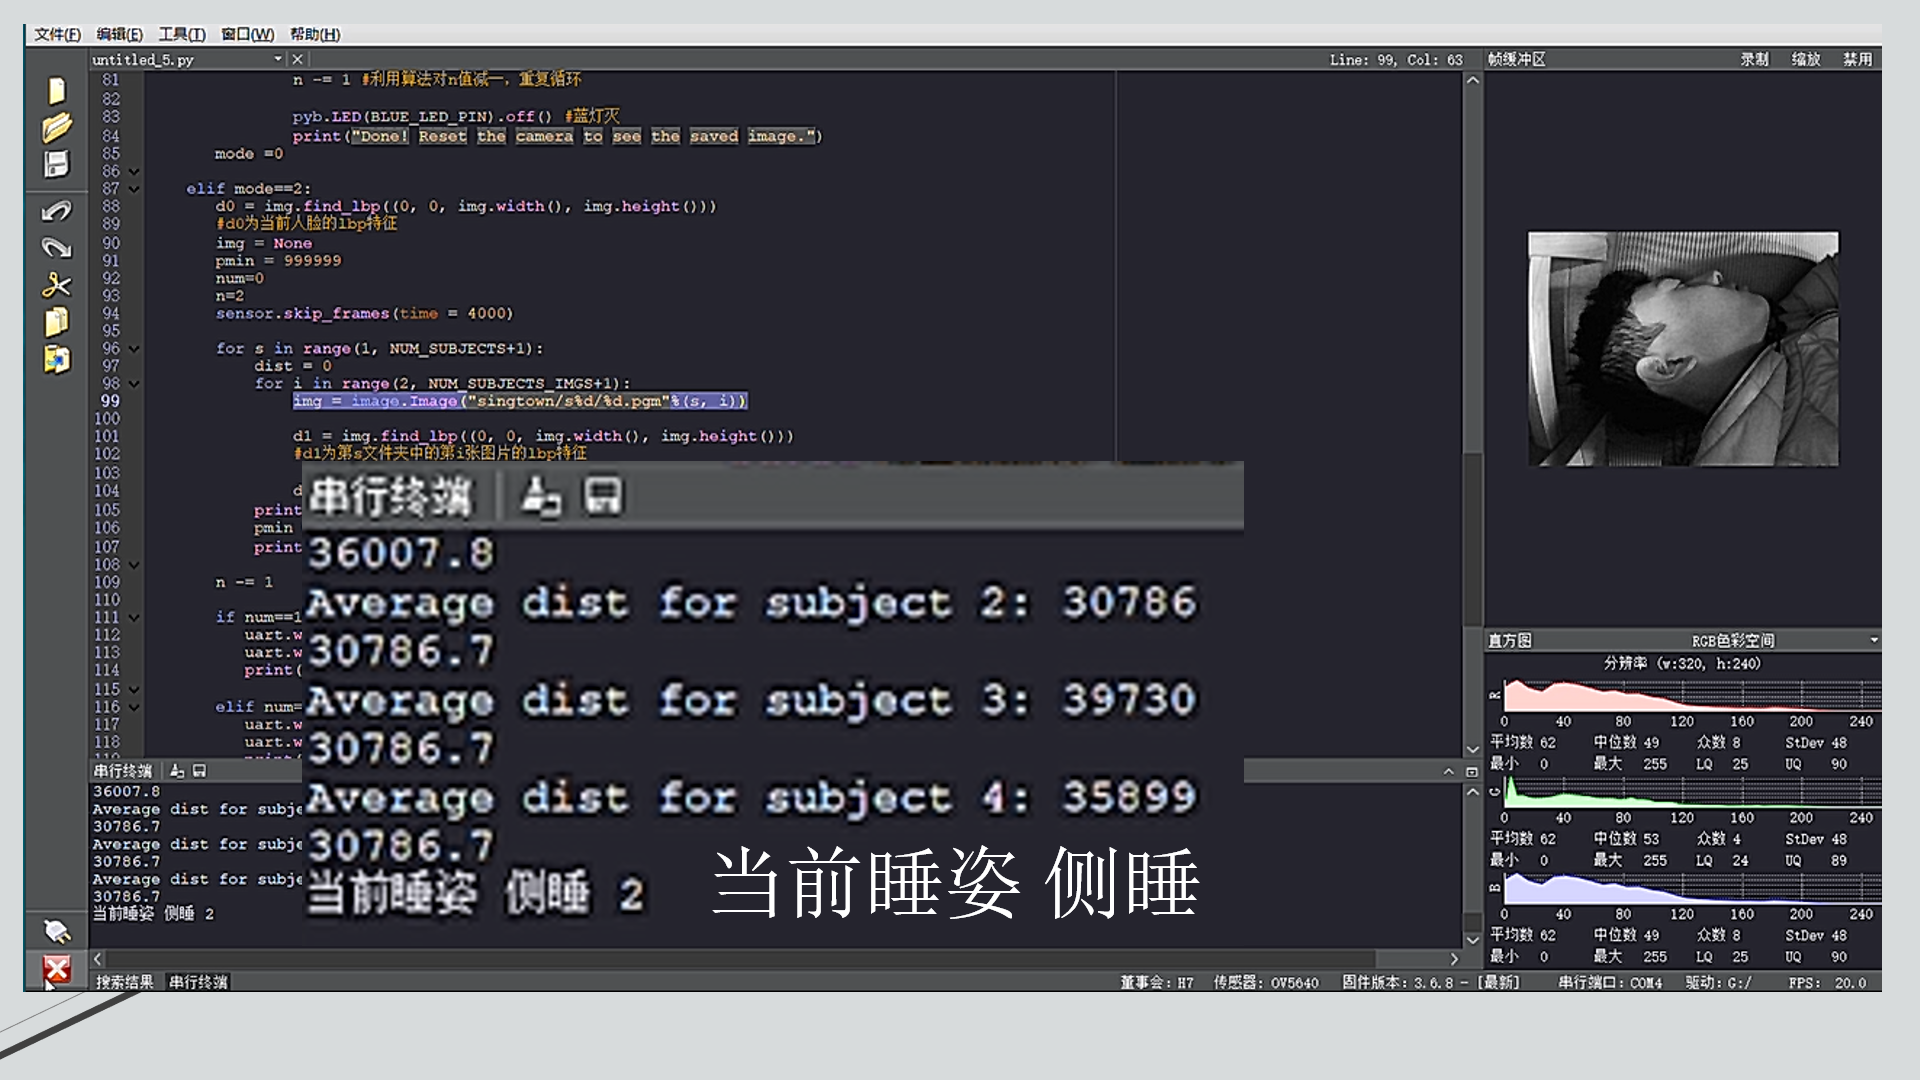 文件(F) 编辑(E) 工具(T) 窗口(W) 帮助(H)
untitled_5.py
Line: 99, Col: 63
帧缓冲区 录制 缩放 禁用
81 n -= 1 #利用算法对n值减一，重复循环
82
83 pyb.LED(BLUE_LED_PIN).off() #蓝灯灭
84 print("Done! Reset the camera to see the saved image.")
85 mode =0
86
87 elif mode==2:
88 d0 = img.find_lbp((0, 0, img.width(), img.height()))
89 #d0为当前人脸的lbp特征
90 img = None
91 pmin = 999999
92 num=0
93 n=2
94 sensor.skip_frames(time = 4000)
95
96 for s in range(1, NUM_SUBJECTS+1):
97 dist = 0
98 for i in range(2, NUM_SUBJECTS_IMGS+1):
99 img = image.Image("singtown/s%d/%d.pgm"%(s, i))
100
101 d1 = img.find_lbp((0, 0, img.width(), img.height()))
102 #d1为第s文件夹中的第i张图片的lbp特征
103
104 d
105 print
106 pmin
107 print
108
109 n -= 1
110
111 if num==1
112 uart.w
113 uart.w
114 print(
115
116 elif num=
117 uart.w
118 uart.w
串行终端
36007.8
Average dist for subject 2: 30786
30786.7
Average dist for subject 3: 39730
30786.7
Average dist for subject 4: 35899
30786.7
当前睡姿 侧睡 2
当前睡姿 侧睡
串行终端
36007.8
Average dist for subje
30786.7
Average dist for subje
30786.7
Average dist for subje
30786.7
当前睡姿 侧睡 2
直方图 RGB色彩空间
分辨率 (w:320, h:240)
R
0 40 80 120 160 200 240
平均数 62 中位数 49 众数 8 StDev 48
最小 0 最大 255 LQ 25 UQ 90
G
0 40 80 120 160 200 240
平均数 62 中位数 53 众数 4 StDev 48
最小 0 最大 255 LQ 24 UQ 89
B
0 40 80 120 160 200 240
平均数 62 中位数 49 众数 8 StDev 48
最小 0 最大 255 LQ 25 UQ 90
搜索结果 串行终端
董事会: H7 传感器: OV5640 固件版本: 3.6.8 - [最新] 串行端口: COM4 驱动: G:/ FPS: 20.0